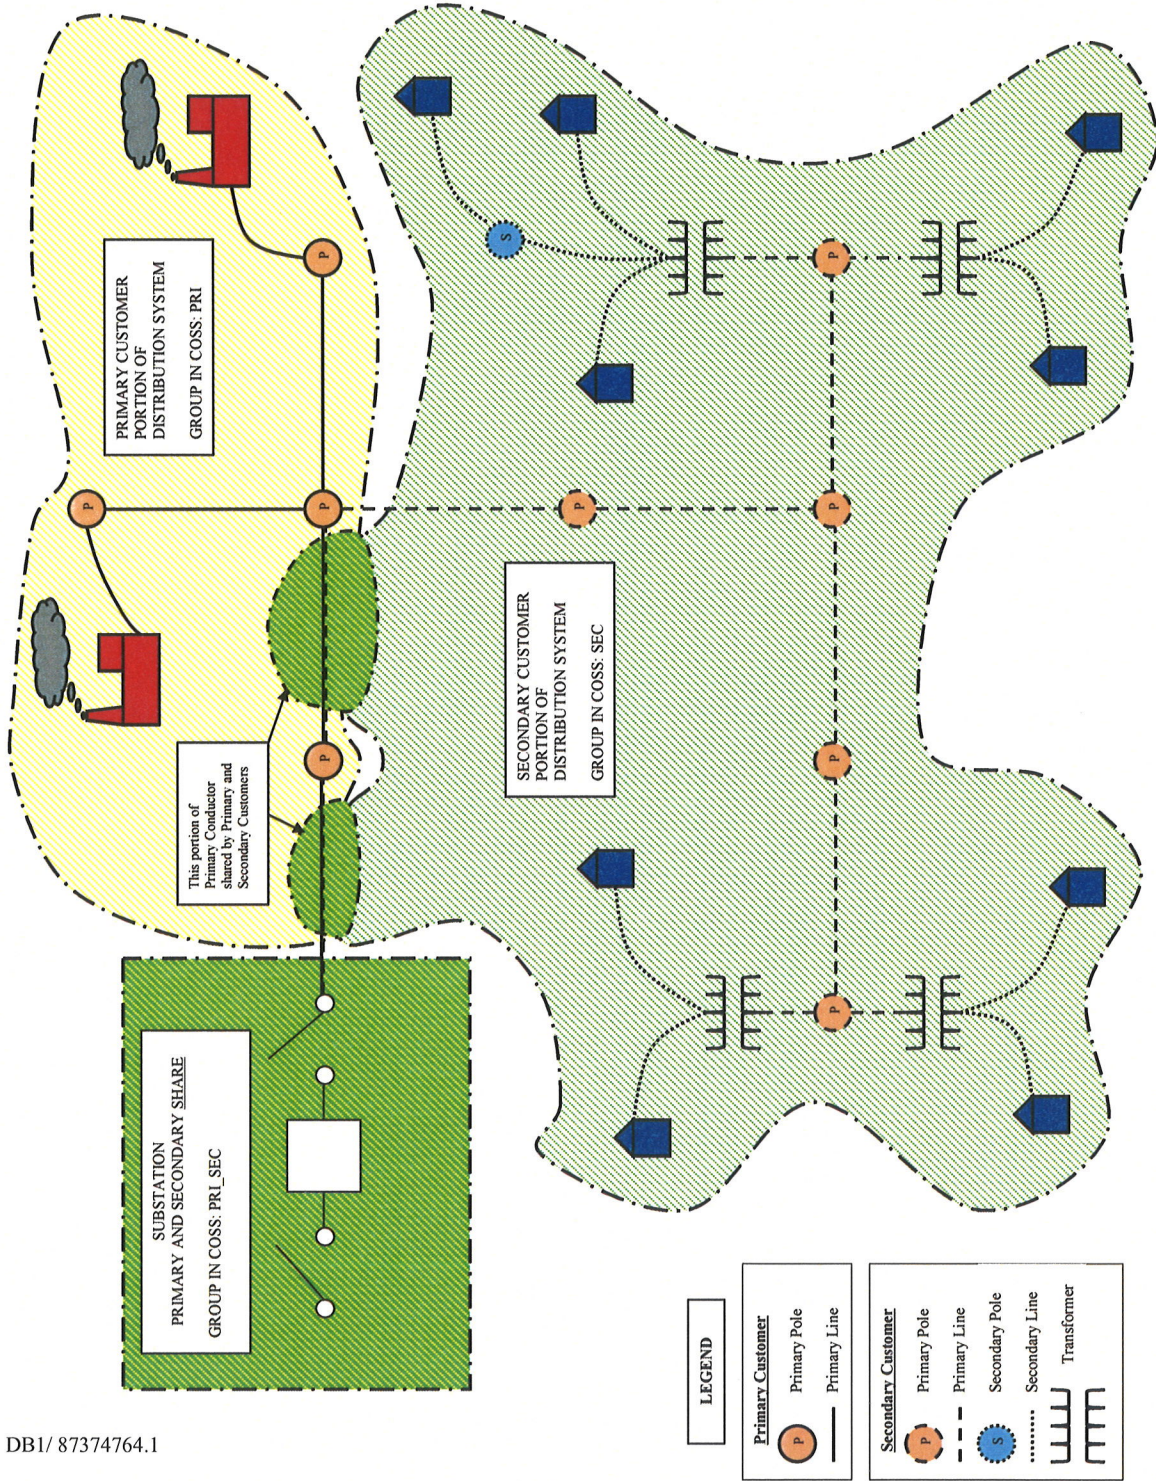 PRIMARY CUSTOMER
PORTION OF
DISTRIBUTION SYSTEM
GROUP IN COSS: PRI
This portion of
Primary Conductor
shared by Primary and
Secondary Customers
SUBSTATION
PRIMARY AND SECONDARY SHARE
GROUP IN COSS: PRI_SEC
SECONDARY CUSTOMER
PORTION OF
DISTRIBUTION SYSTEM
GROUP IN COSS: SEC
P
P
P
P
P
P
P
P
P
S
LEGEND
Primary Customer
P Primary Pole
Primary Line
Secondary Customer
P Primary Pole
Primary Line
S Secondary Pole
Secondary Line
Transformer
DB1/ 87374764.1